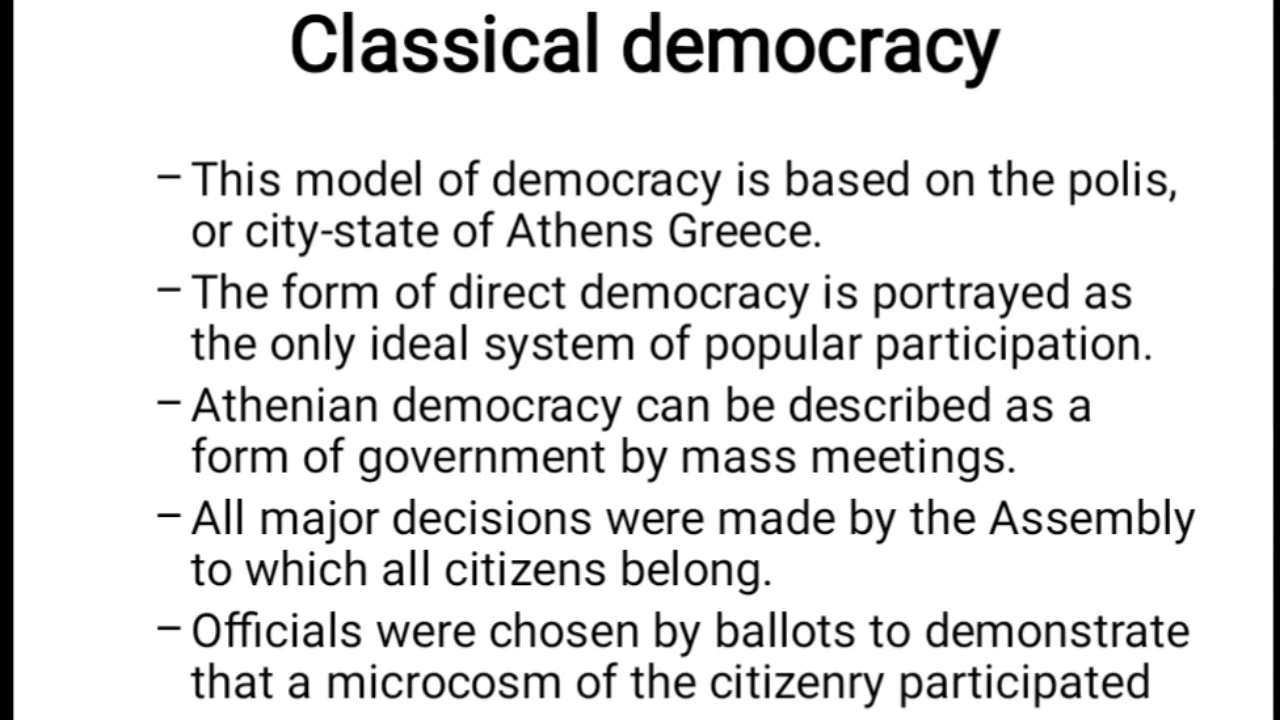 Classical democracy
– This model of democracy is based on the polis,
or city-state of Athens Greece.
– The form of direct democracy is portrayed as
the only ideal system of popular participation.
– Athenian democracy can be described as a
form of government by mass meetings.
– All major decisions were made by the Assembly
to which all citizens belong.
– Officials were chosen by ballots to demonstrate
that a microcosm of the citizenry participated